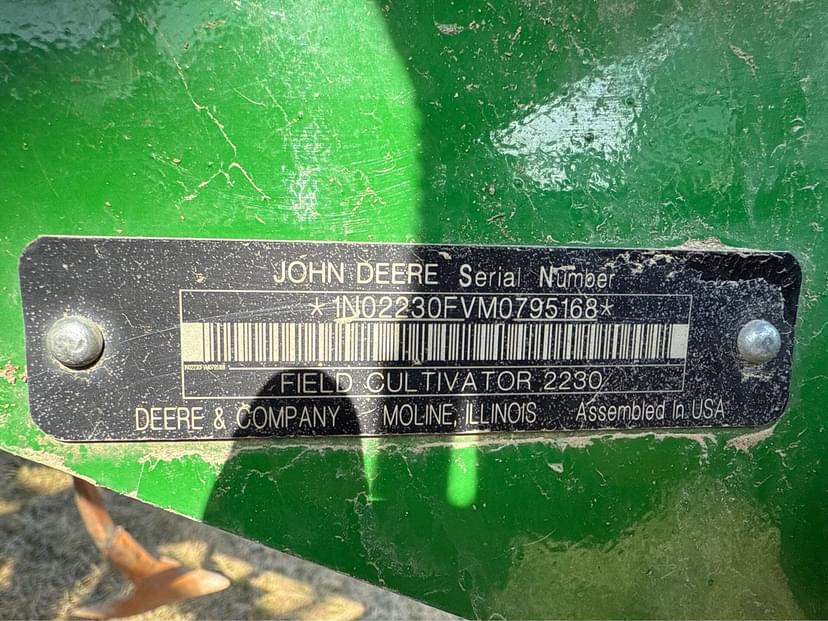 JOHN DEERE Serial Number
*1N02230FVM0795168*
FIELD CULTIVATOR 2230
DEERE & COMPANY MOLINE, ILLINOIS Assembled In USA